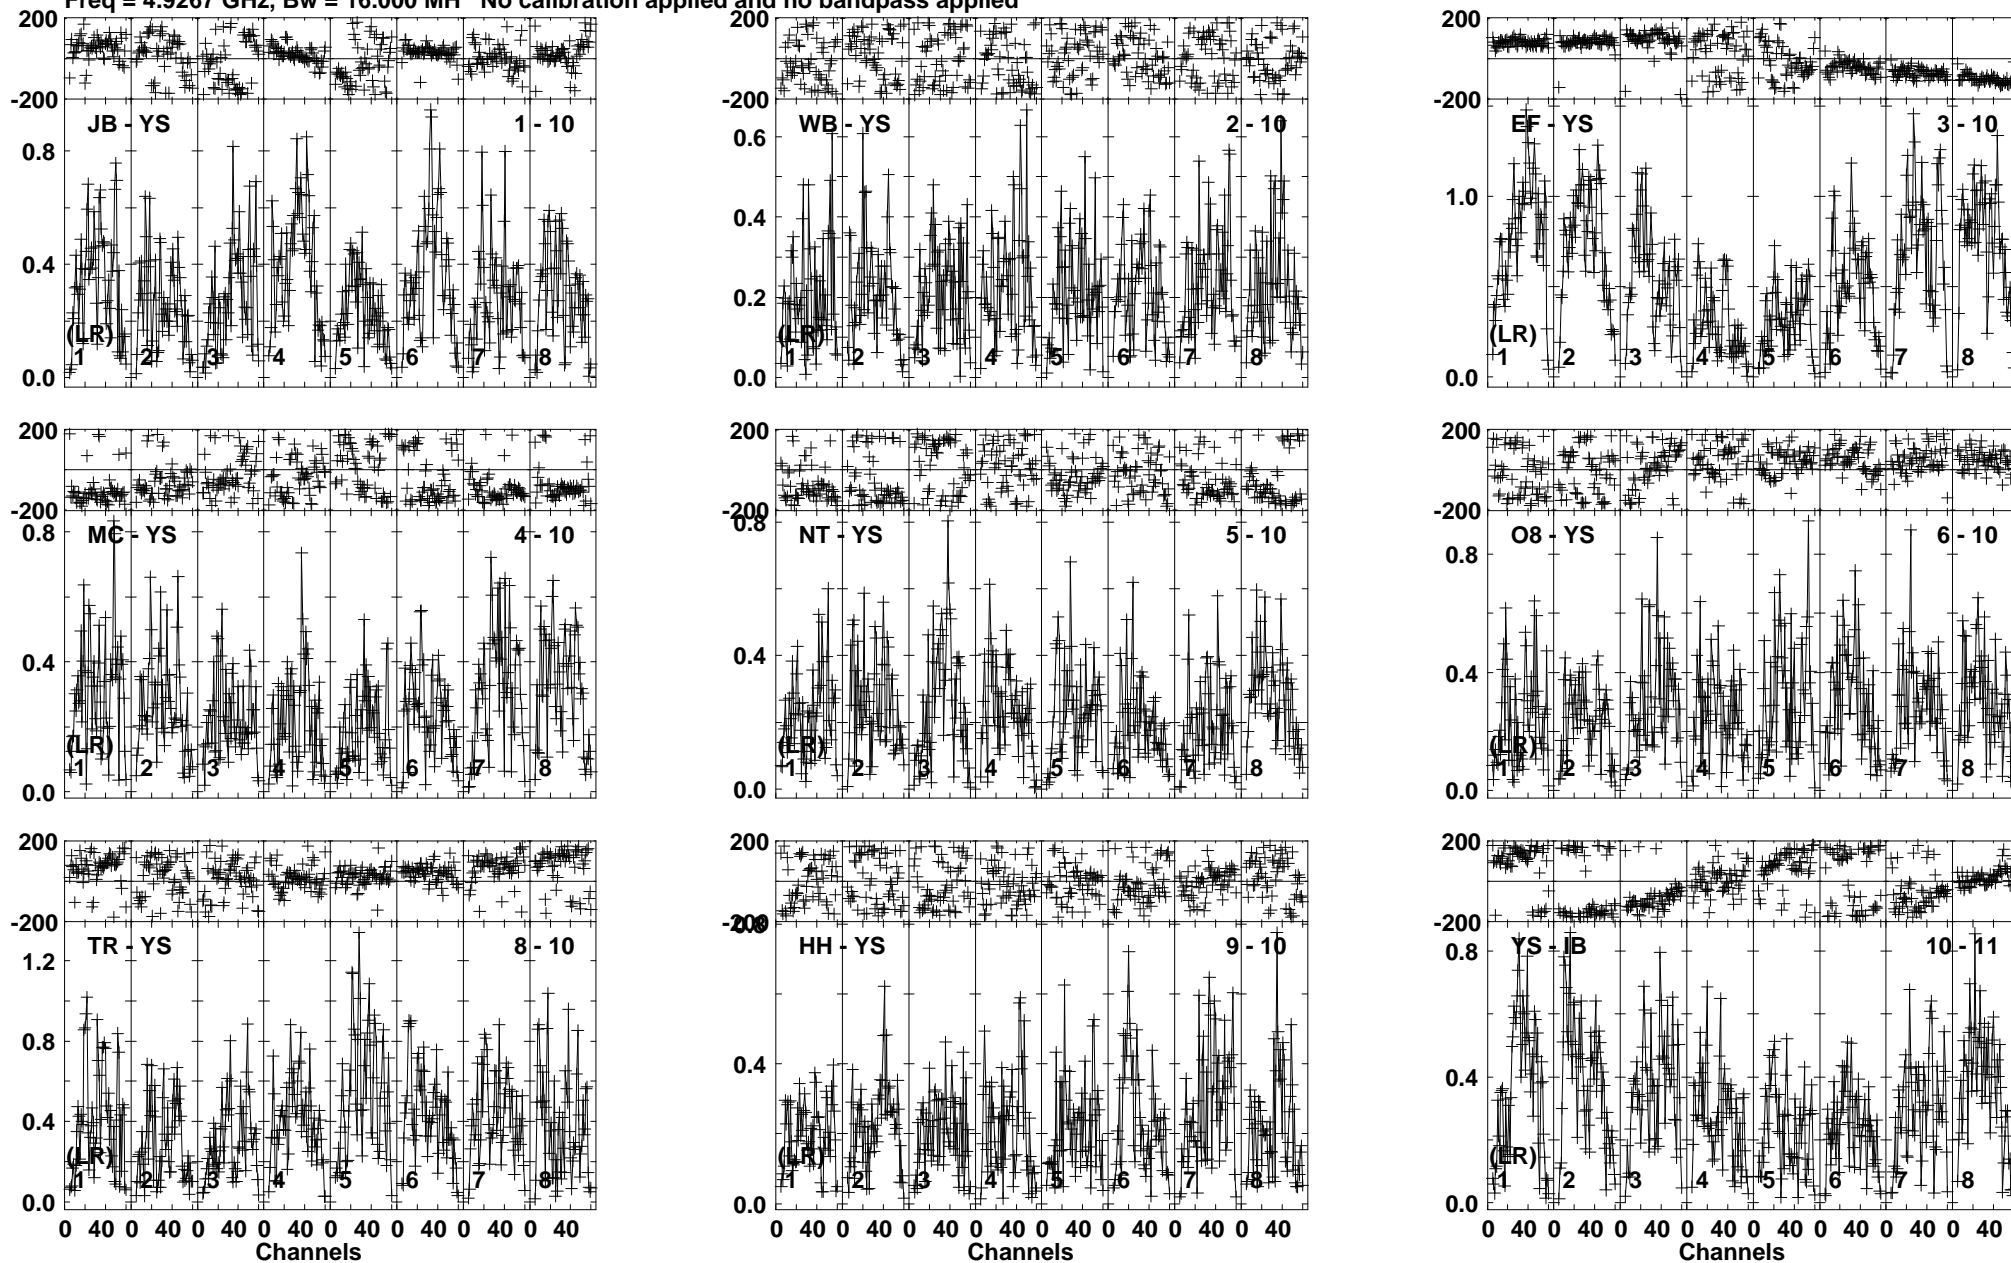 Freq = 4.9267 GHz, Bw = 16.000 MH No calibration applied and no bandpass applied
200 200 200
-200 -200 -200
JB - YS 1 - 10 WB - YS 2 - 10 EF - YS 3 - 10
0.8 0.6 1.0
0.4 0.4
0.2
(LR) (LR) (LR)
1 2 3 4 5 6 7 8 1 2 3 4 5 6 7 8 1 2 3 4 5 6 7 8
0.0 0.0 0.0
200 200 200
-200 -200 -200
0.8 MC - YS 4 - 10 0.8 NT - YS 5 - 10 0.8 O8 - YS 6 - 10
0.4 0.4 0.4
(LR) (LR) (LR)
1 2 3 4 5 6 7 8 1 2 3 4 5 6 7 8 1 2 3 4 5 6 7 8
0.0 0.0 0.0
200 200 200
-200 -200 -200
0.8
TR - YS 8 - 10 HH - YS 9 - 10 YS - IB 10 - 11
1.2 0.8
0.8 0.4 0.4
0.4
(LR) (LR) (LR)
1 2 3 4 5 6 7 8 1 2 3 4 5 6 7 8 1 2 3 4 5 6 7 8
0.0 0.0 0.0
0 40 0 40 0 40 0 40 0 40 0 40 0 40 0 40 0 40 0 40 0 40 0 40 0 40 0 40 0 40 0 40 0 40 0 40 0 40 0 40 0 40 0 40 0 40 0 40
Channels Channels Channels